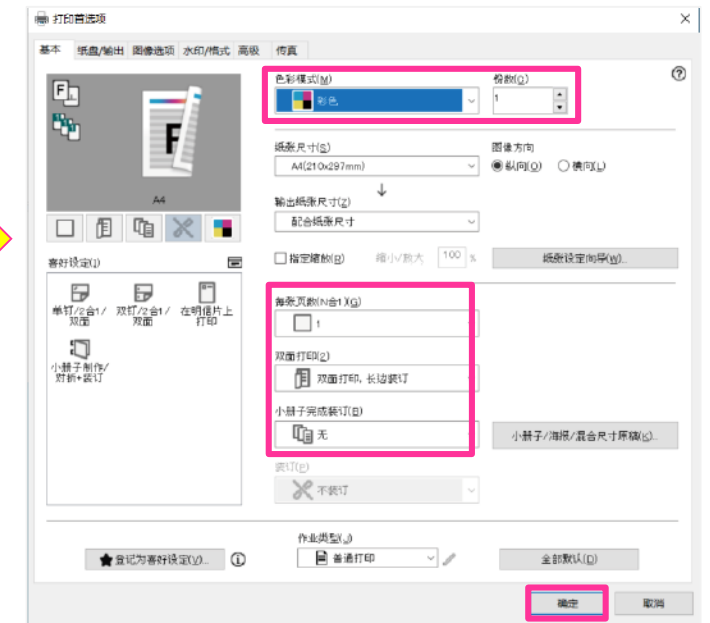 打印首选项
基本 纸盘/输出 图像选项 水印/格式 高级 传真
色彩模式(M)
彩色
份数(C)
1
纸张尺寸(S)
A4(210x297mm)
图像方向
纵向(O) 横向(L)
A4
输出纸张尺寸(Z)
配合纸张尺寸
指定缩放(R) 缩小/放大 100 %
纸张设定向导(W)...
喜好设定(1)
单钉/2合1/
双面
双钉/2合1/
双面
在明信片上
打印
小册子制作/
对折+装订
每张页数(N合1)(G)
1
双面打印(2)
双面打印, 长边装订
小册子完成装订(B)
无
小册子/海报/混合尺寸原稿(K)...
装订(P)
不装订
作业类型(J)
登记为喜好设定(V)...
普通打印
全部默认(D)
确定 取消